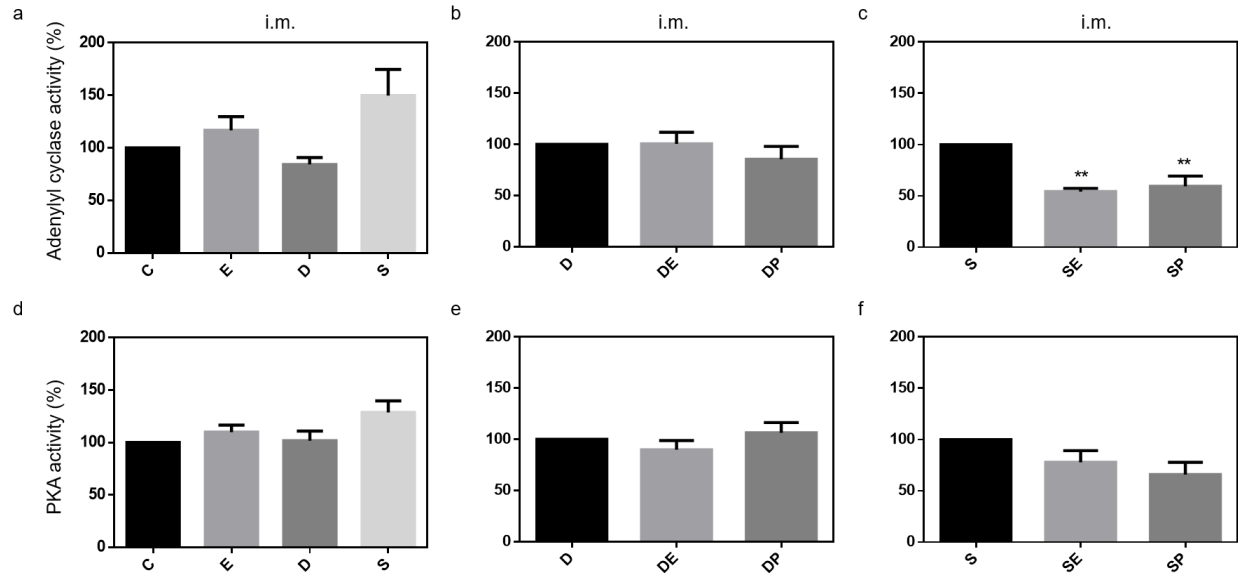 a
i.m.
Adenylyl cyclase activity (%)
200
150
100
50
0
C
E
D
S
b
i.m.
200
150
100
50
0
D
DE
DP
c
i.m.
200
150
100
50
0
**
**
S
SE
SP
d
PKA activity (%)
200
150
100
50
0
C
E
D
S
e
200
150
100
50
0
D
DE
DP
f
200
150
100
50
0
S
SE
SP